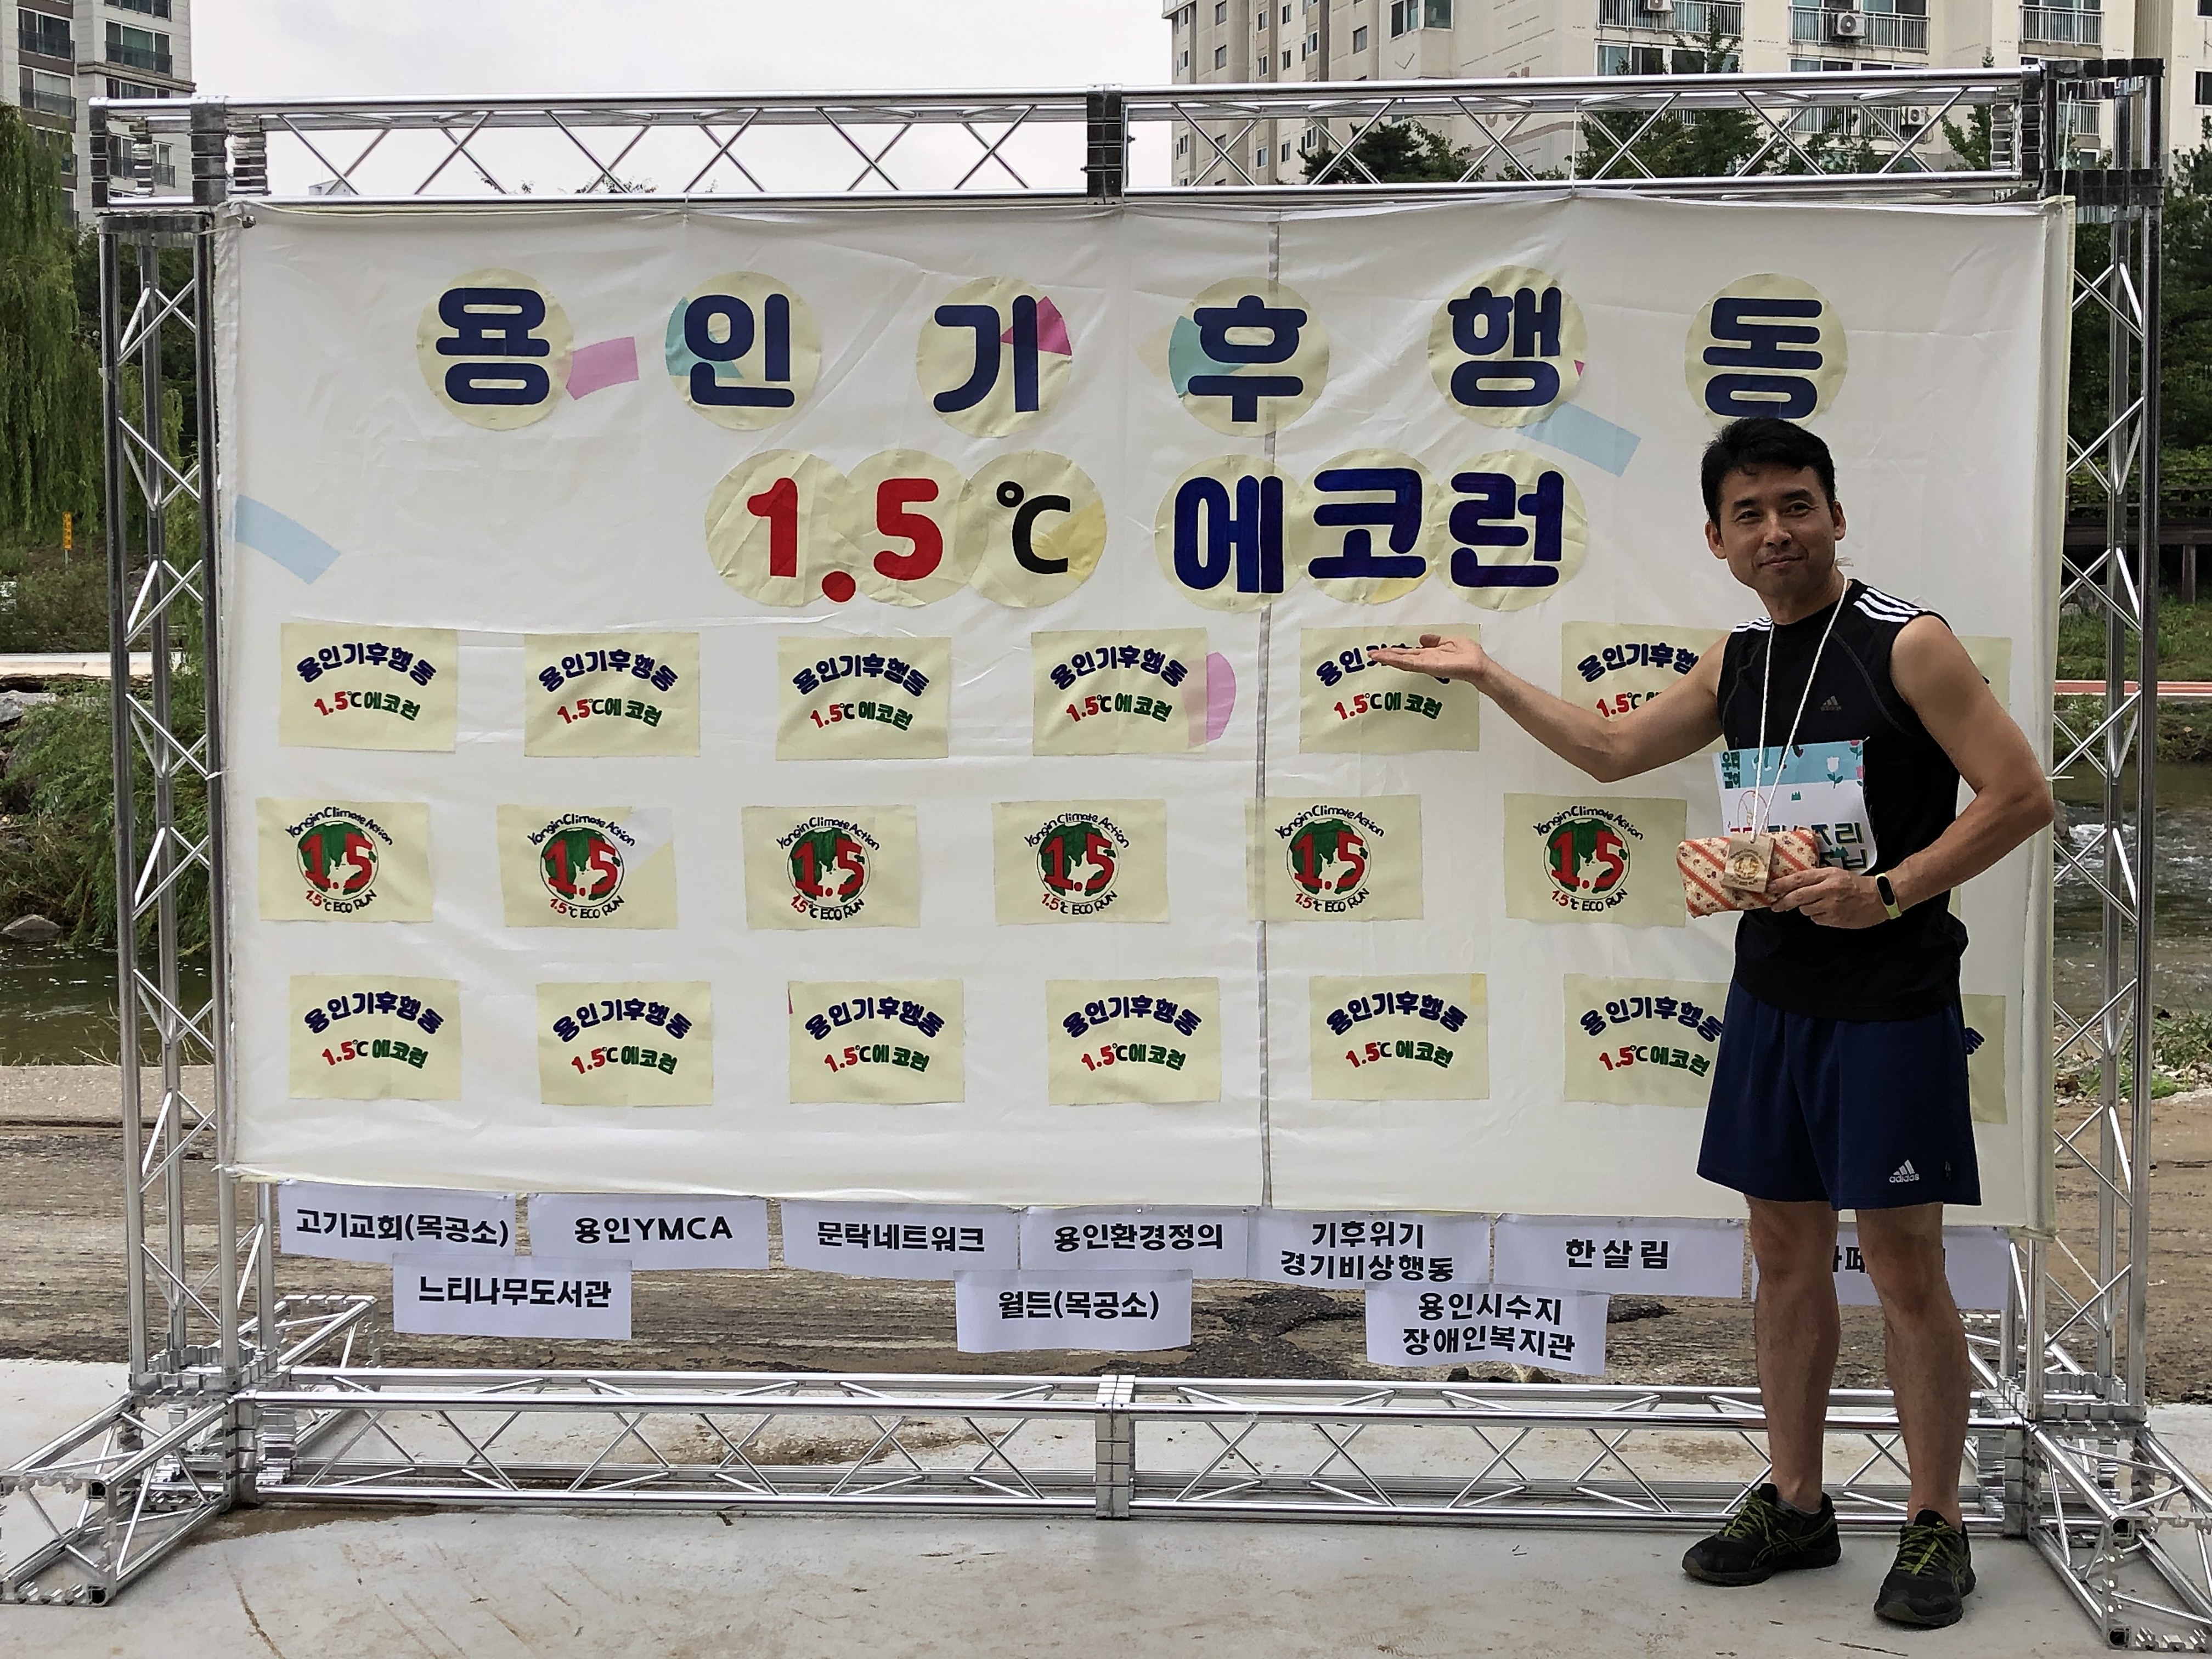 용인기후행동
1.5℃ 에코런
용인기후행동
1.5℃ 에코런
용인기후행동
1.5℃ 에코런
용인기후행동
1.5℃ 에코런
용인기후행동
1.5℃ 에코런
용인
1.5℃ 에코런
용인기후행
1.5℃
Yongin Climate Action
1.5
1.5℃ ECO RUN
Yongin Climate Action
1.5
1.5℃ ECO RUN
Yongin Climate Action
1.5
1.5℃ ECO RUN
Yongin Climate Action
1.5
1.5℃ ECO RUN
Yongin Climate Action
1.5
1.5℃ ECO RUN
Yongin Climate Action
1.5
1.5℃ ECO RUN
용인기후행동
1.5℃ 에코런
용인기후행동
1.5℃ 에코런
용인기후행동
1.5℃ 에코런
용인기후행동
1.5℃ 에코런
용인기후행동
1.5℃ 에코런
용인기후행동
1.5℃ 에코런
고기교회(목공소)
용인YMCA
문탁네트워크
용인환경정의
기후위기
경기비상행동
한살림
느티나무도서관
월든(목공소)
용인시수지
장애인복지관
adidas